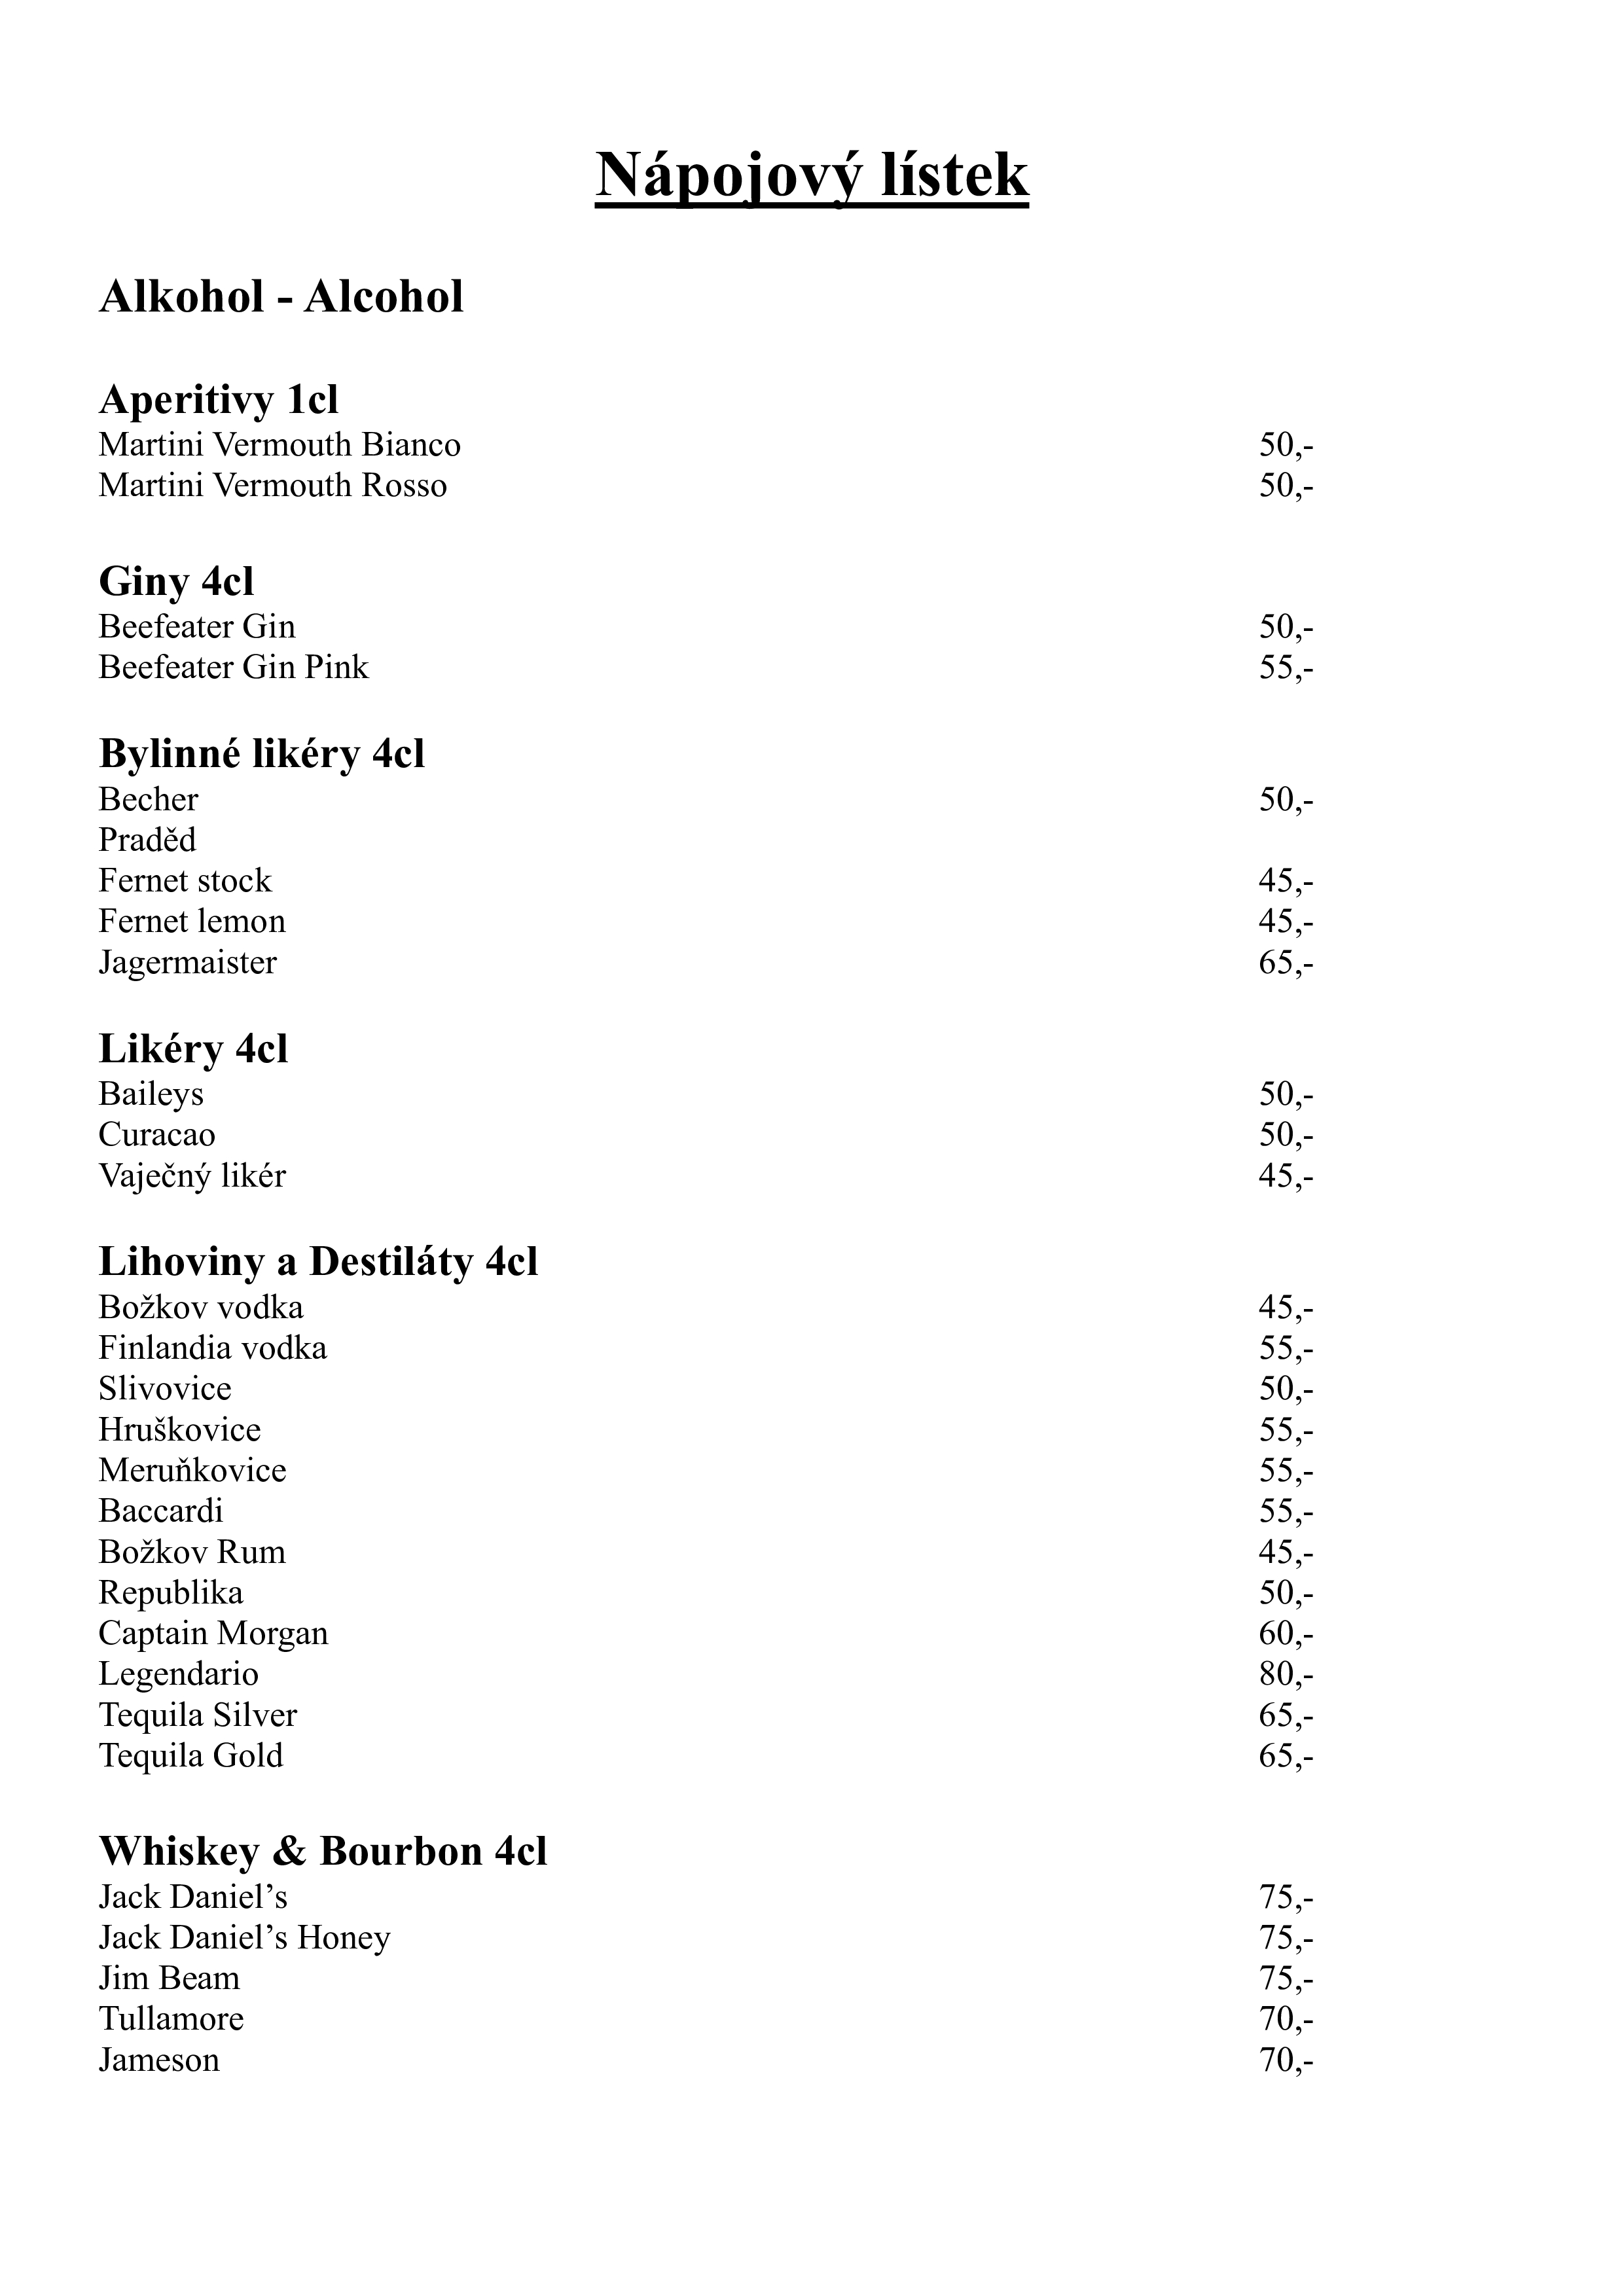 Nápojový lístek
Alkohol - Alcohol
Aperitivy 1cl
Martini Vermouth Bianco 50,-
Martini Vermouth Rosso 50,-
Giny 4cl
Beefeater Gin 50,-
Beefeater Gin Pink 55,-
Bylinné likéry 4cl
Becher 50,-
Praděd
Fernet stock 45,-
Fernet lemon 45,-
Jagermaister 65,-
Likéry 4cl
Baileys 50,-
Curacao 50,-
Vaječný likér 45,-
Lihoviny a Destiláty 4cl
Božkov vodka 45,-
Finlandia vodka 55,-
Slivovice 50,-
Hruškovice 55,-
Meruňkovice 55,-
Baccardi 55,-
Božkov Rum 45,-
Republika 50,-
Captain Morgan 60,-
Legendario 80,-
Tequila Silver 65,-
Tequila Gold 65,-
Whiskey & Bourbon 4cl
Jack Daniel’s 75,-
Jack Daniel’s Honey 75,-
Jim Beam 75,-
Tullamore 70,-
Jameson 70,-